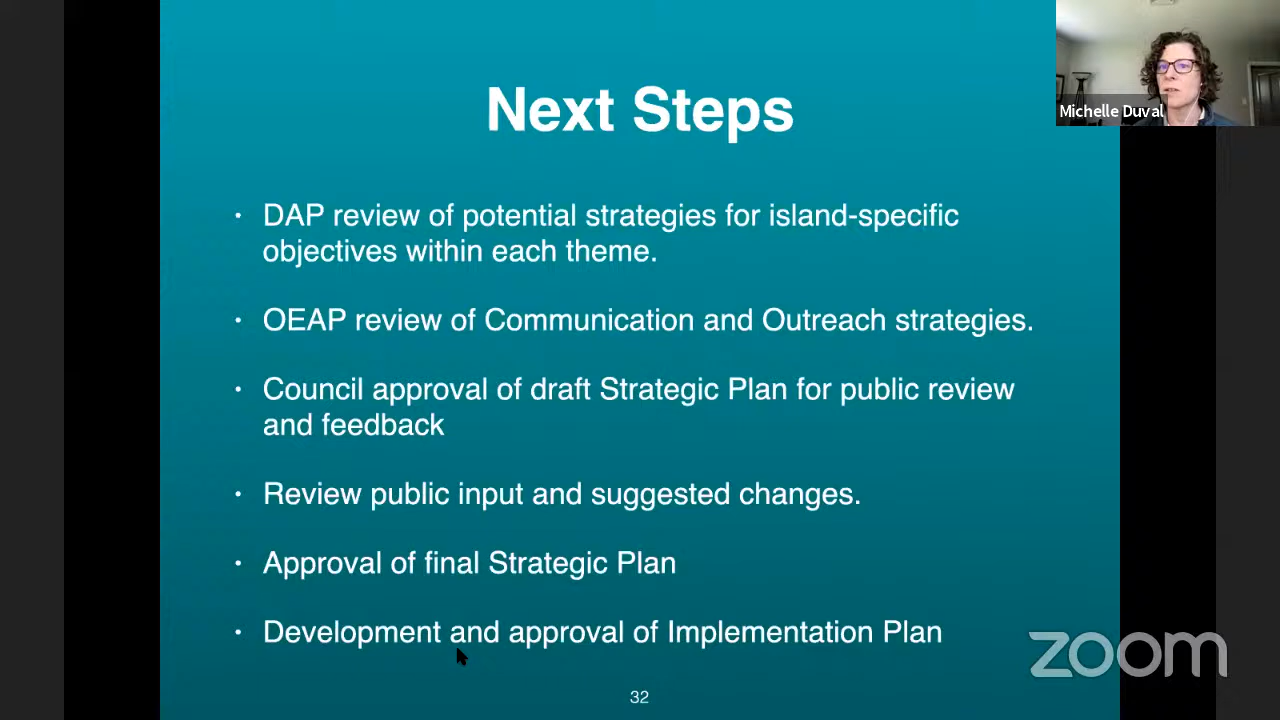 Next Steps
Michelle Duval
• DAP review of potential strategies for island-specific
objectives within each theme.
• OEAP review of Communication and Outreach strategies.
• Council approval of draft Strategic Plan for public review
and feedback
• Review public input and suggested changes.
• Approval of final Strategic Plan
• Development and approval of Implementation Plan
zoom
32